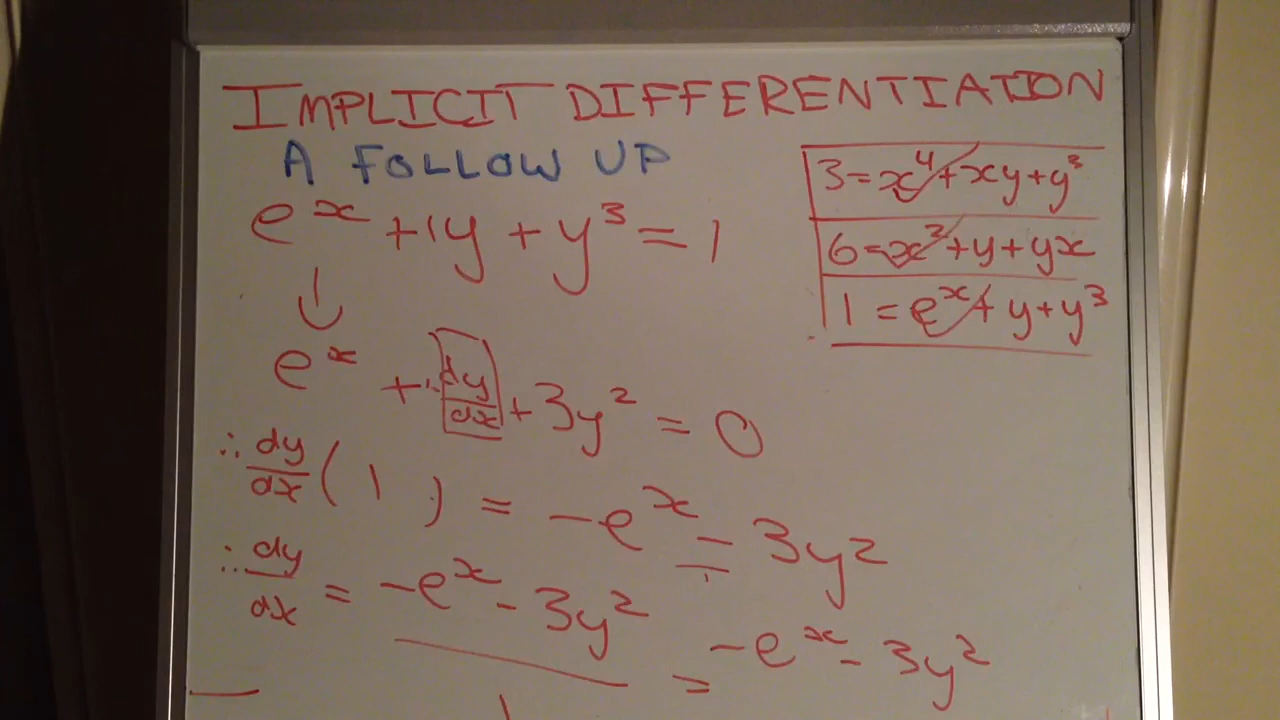 IMPLICIT DIFFERENTIATION
A FOLLOW UP
3=x⁴+xy+y³
6=x²+y+yx
1=eˣ+y+y³
eˣ+1y+y³=1
↓
eˣ + dy/dx + 3y² = 0
∴ dy/dx ( 1 ) = -eˣ - 3y²
∴ dy/dx = -eˣ - 3y² / 1 = -eˣ - 3y²